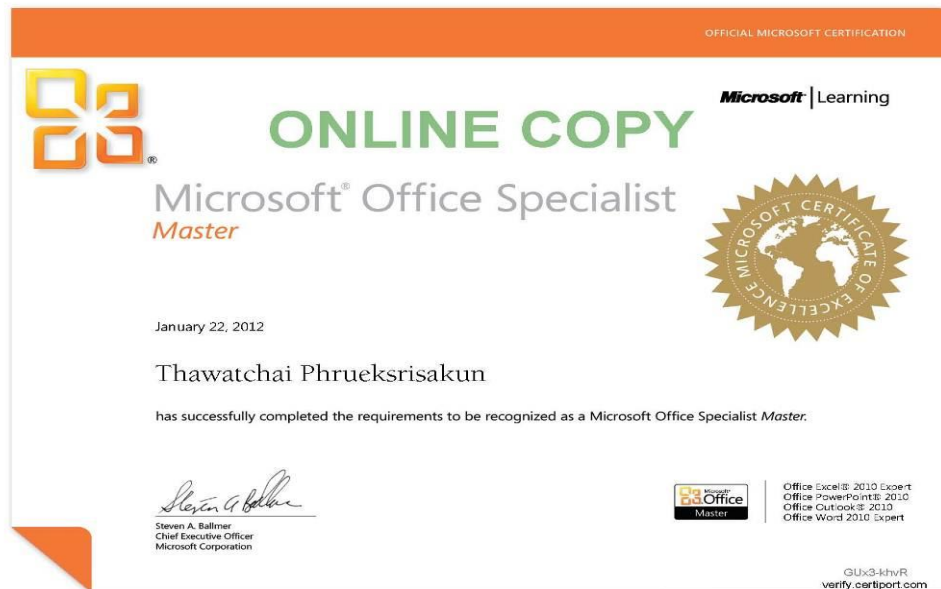 OFFICIAL MICROSOFT CERTIFICATION
Microsoft | Learning
ONLINE COPY
Microsoft® Office Specialist
Master
MICROSOFT CERTIFICATE OF EXCELLENCE
January 22, 2012
Thawatchai Phrueksrisakun
has successfully completed the requirements to be recognized as a Microsoft Office Specialist Master.
Steven A Ballmer
Steven A. Ballmer
Chief Executive Officer
Microsoft Corporation
Microsoft
Office
Master
Office Excel® 2010 Expert
Office PowerPoint® 2010
Office Outlook® 2010
Office Word 2010 Expert
GUx3-khvR
verify.certiport.com